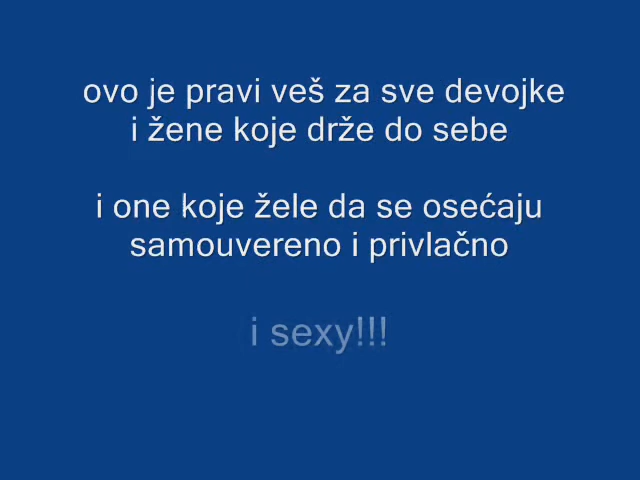 ovo je pravi veš za sve devojke
i žene koje drže do sebe
i one koje žele da se osećaju
samouvereno i privlačno
i sexy!!!